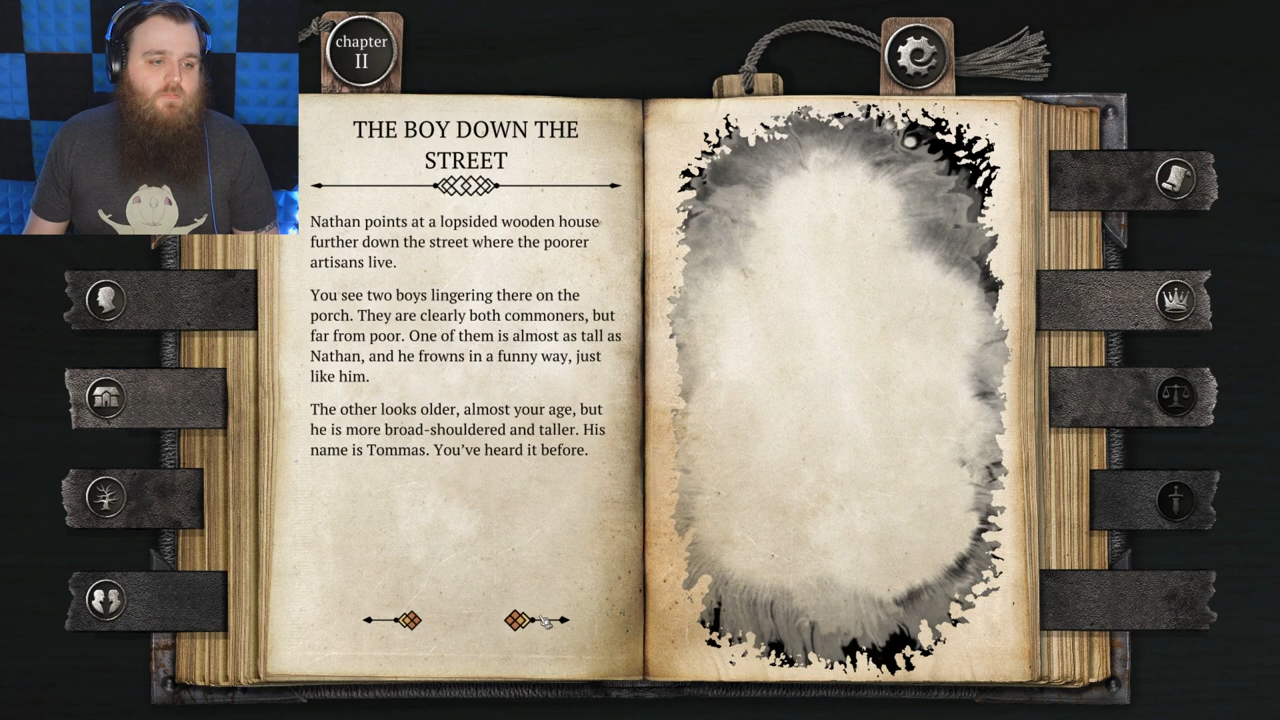 chapter
II
THE BOY DOWN THE
STREET
Nathan points at a lopsided wooden house
further down the street where the poorer
artisans live.
You see two boys lingering there on the
porch. They are clearly both commoners, but
far from poor. One of them is almost as tall as
Nathan, and he frowns in a funny way, just
like him.
The other looks older, almost your age, but
he is more broad-shouldered and taller. His
name is Tommas. You’ve heard it before.